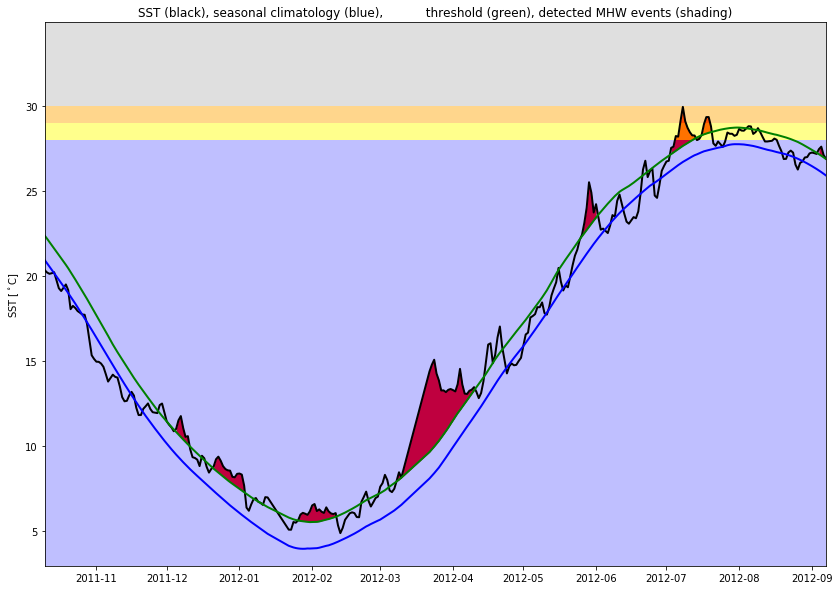 SST (black), seasonal climatology (blue), threshold (green), detected MHW events (shading)
SST [$^\circ$C]
30
25
20
15
10
5
2011-11 2011-12 2012-01 2012-02 2012-03 2012-04 2012-05 2012-06 2012-07 2012-08 2012-09